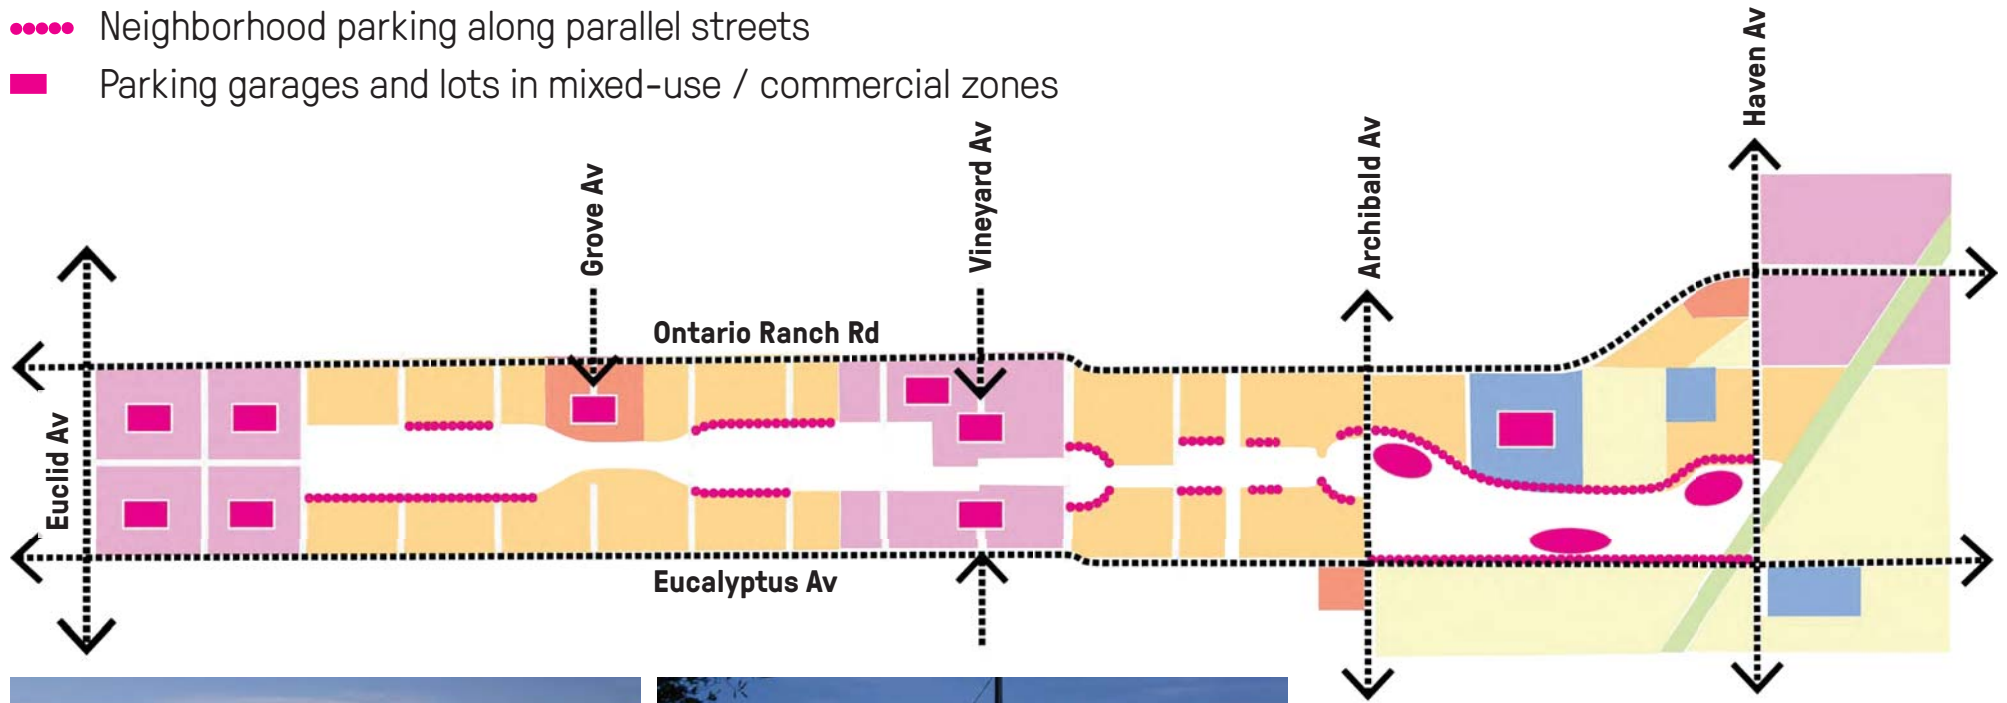 Neighborhood parking along parallel streets
Parking garages and lots in mixed-use / commercial zones
Haven Av
Vineyard Av
Archibald Av
Grove Av
Ontario Ranch Rd
Euclid Av
Eucalyptus Av